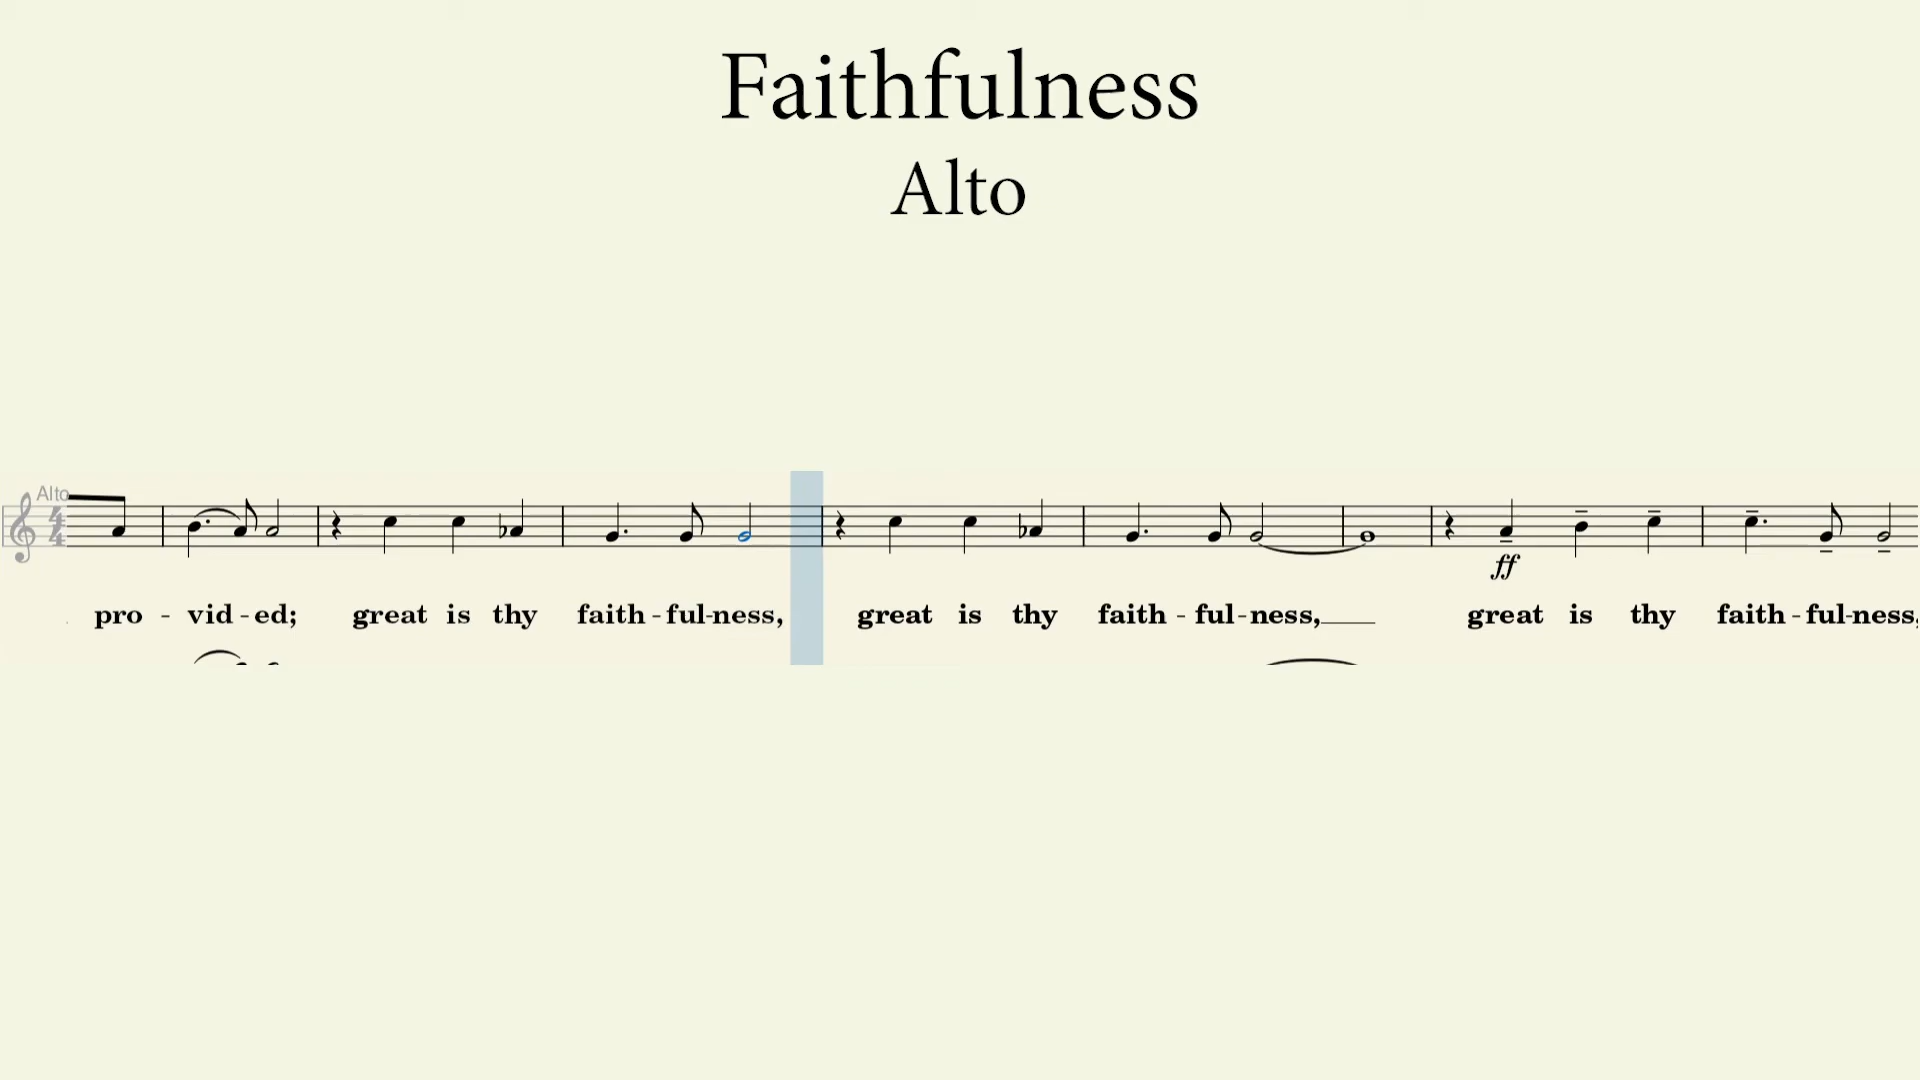 Faithfulness
Alto
Alto
ff
pro - vid - ed; great is thy faith - ful - ness, great is thy faith - ful - ness, great is thy faith - ful - ness,